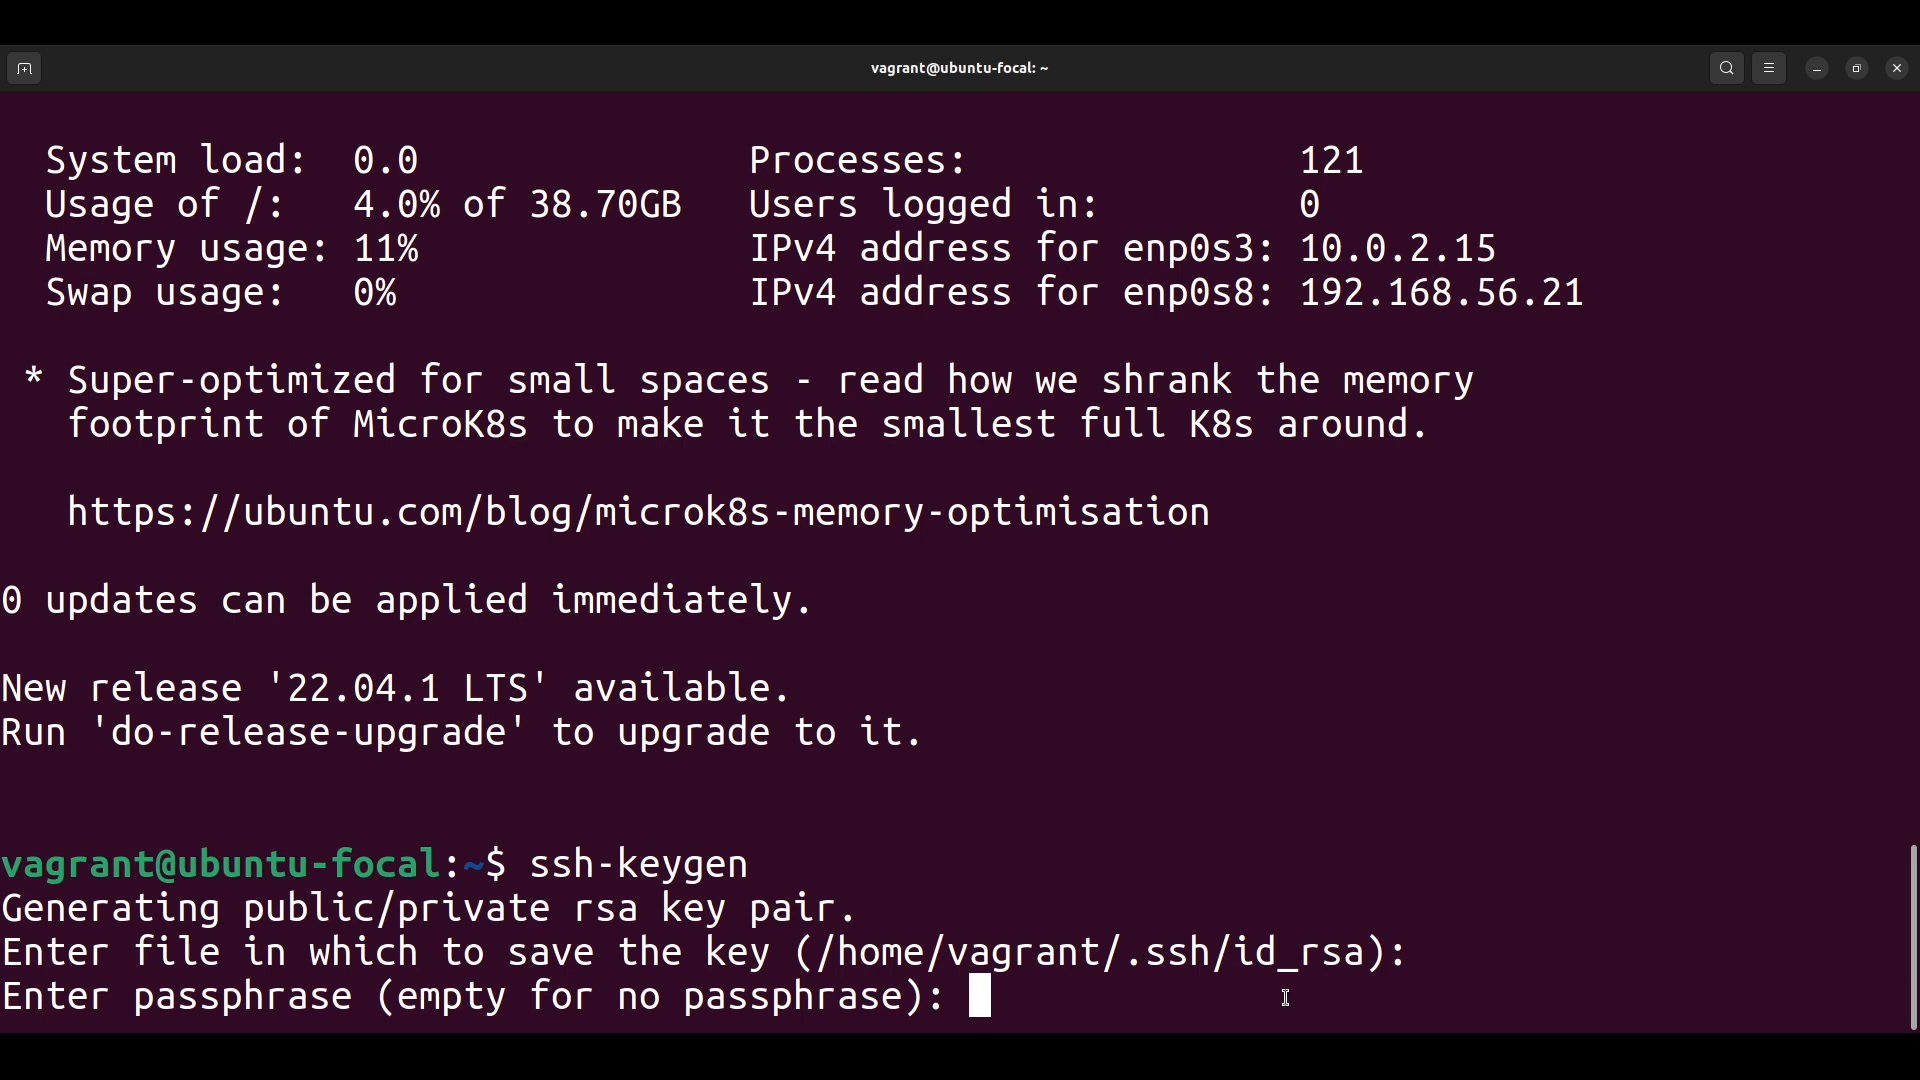 vagrant@ubuntu-focal: ~
System load: 0.0 Processes: 121
Usage of /: 4.0% of 38.70GB Users logged in: 0
Memory usage: 11% IPv4 address for enp0s3: 10.0.2.15
Swap usage: 0% IPv4 address for enp0s8: 192.168.56.21
* Super-optimized for small spaces - read how we shrank the memory
footprint of MicroK8s to make it the smallest full K8s around.
https://ubuntu.com/blog/microk8s-memory-optimisation
0 updates can be applied immediately.
New release '22.04.1 LTS' available.
Run 'do-release-upgrade' to upgrade to it.
vagrant@ubuntu-focal:~$ ssh-keygen
Generating public/private rsa key pair.
Enter file in which to save the key (/home/vagrant/.ssh/id_rsa):
Enter passphrase (empty for no passphrase):